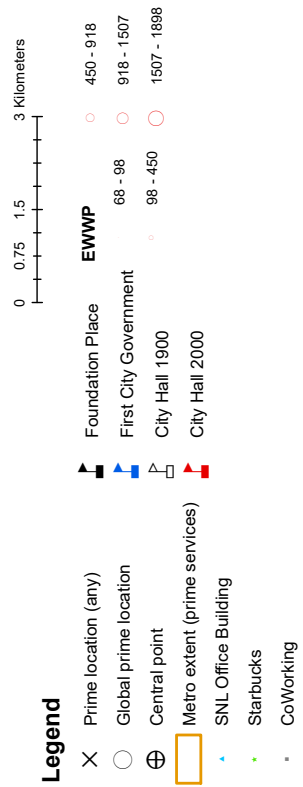 Legend
Prime location (any)
Global prime location
Central point
Metro extent (prime services)
SNL Office Building
Starbucks
CoWorking
Foundation Place
First City Government
City Hall 1900
City Hall 2000
EWWP
68 - 98
98 - 450
450 - 918
918 - 1507
1507 - 1898
0 0.75 1.5 3 Kilometers